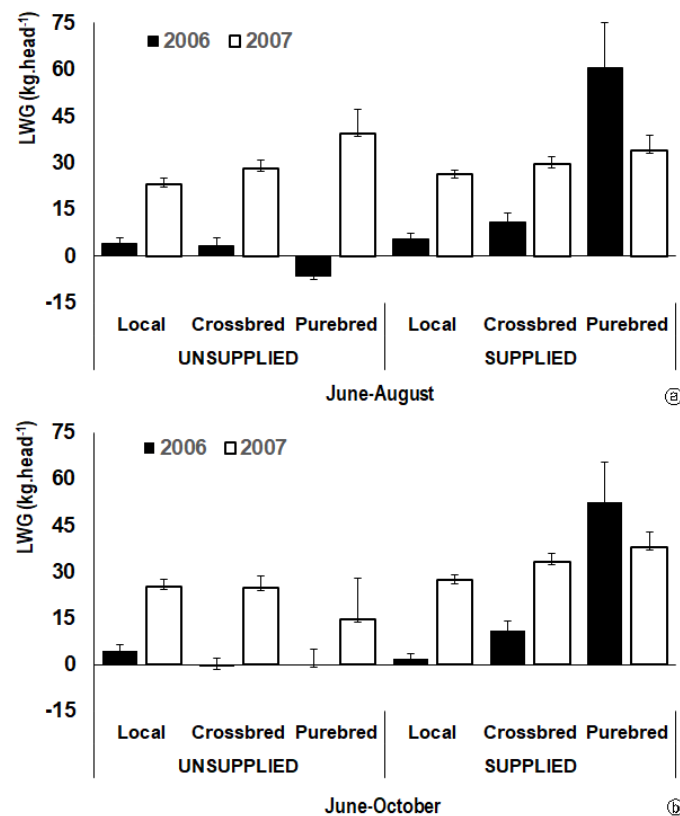 LWG (kg.head-1)
75
60
45
30
15
0
-15
2006 2007
Local Crossbred Purebred Local Crossbred Purebred
UNSUPPLIED SUPPLIED
June-August
ⓐ
LWG (kg.head-1)
75
60
45
30
15
0
-15
2006 2007
Local Crossbred Purebred Local Crossbred Purebred
UNSUPPLIED SUPPLIED
June-October
ⓑ